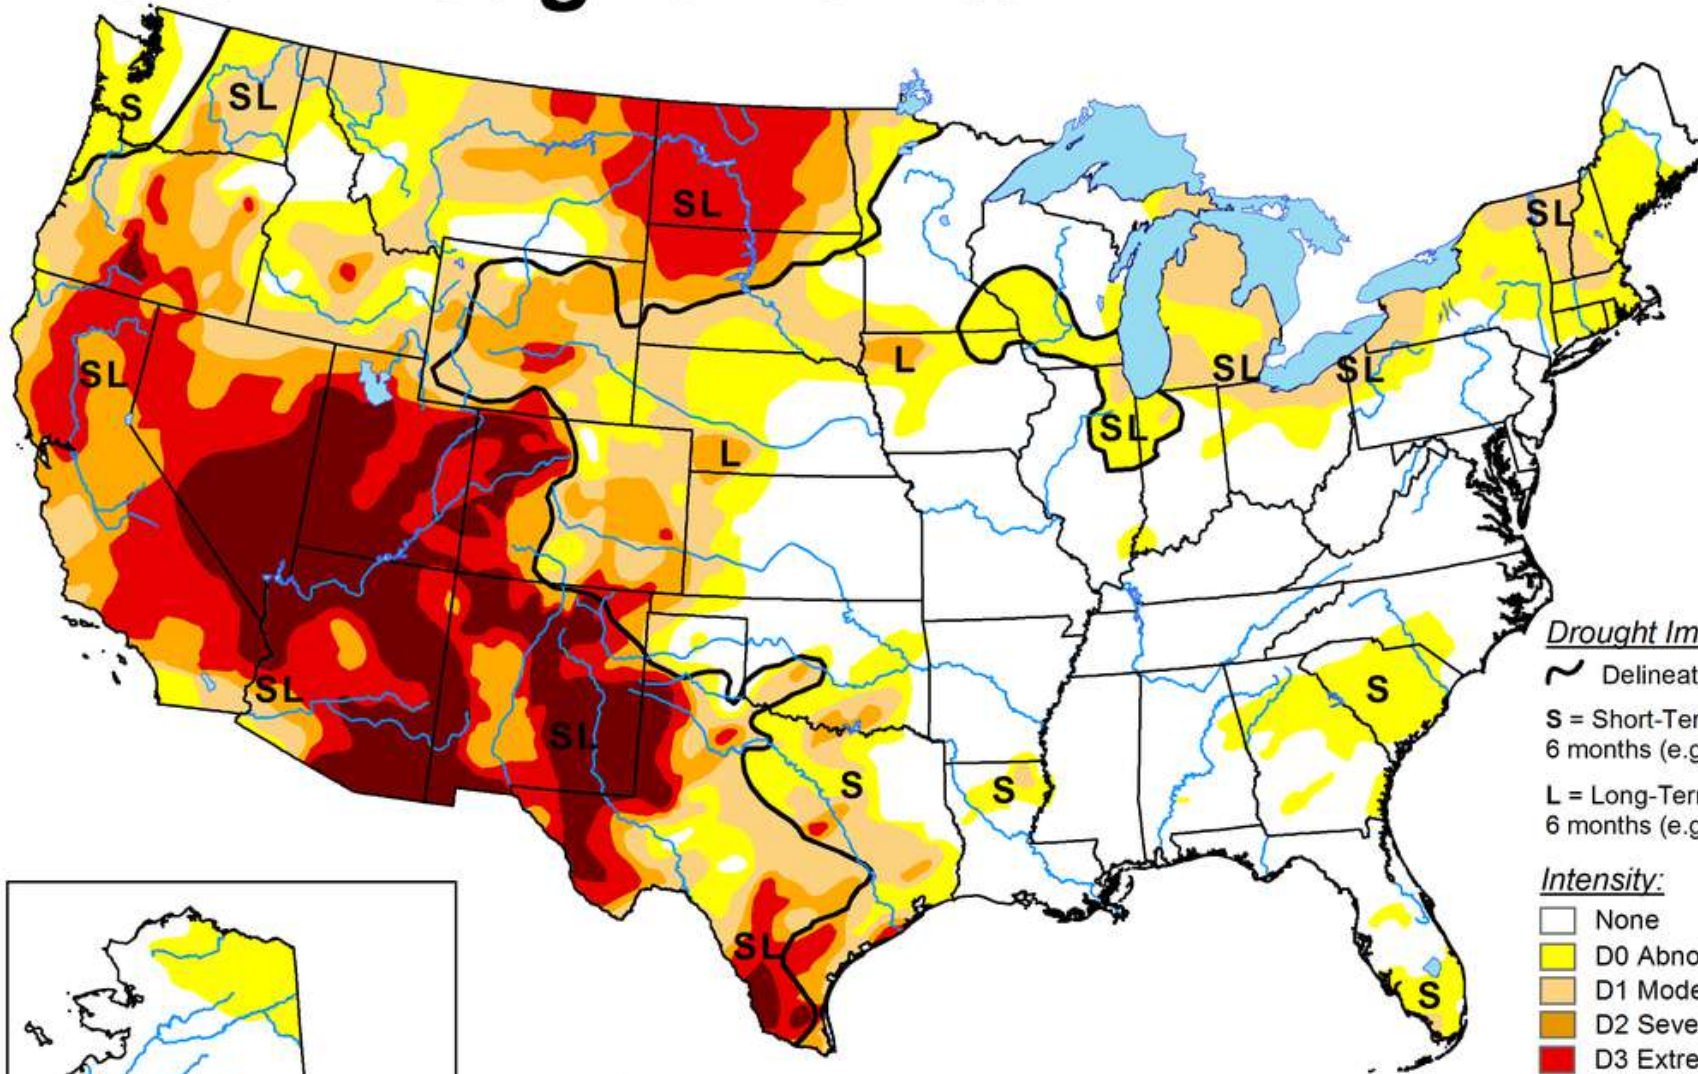 S
SL
SL
SL
SL
L
SL
SL
SL
L
SL
SL
SL
S
S
S
SL
S
Drought Im
Delineat
S = Short-Ter
6 months (e.g
L = Long-Terr
6 months (e.g
Intensity:
None
D0 Abno
D1 Mode
D2 Seve
D3 Extre